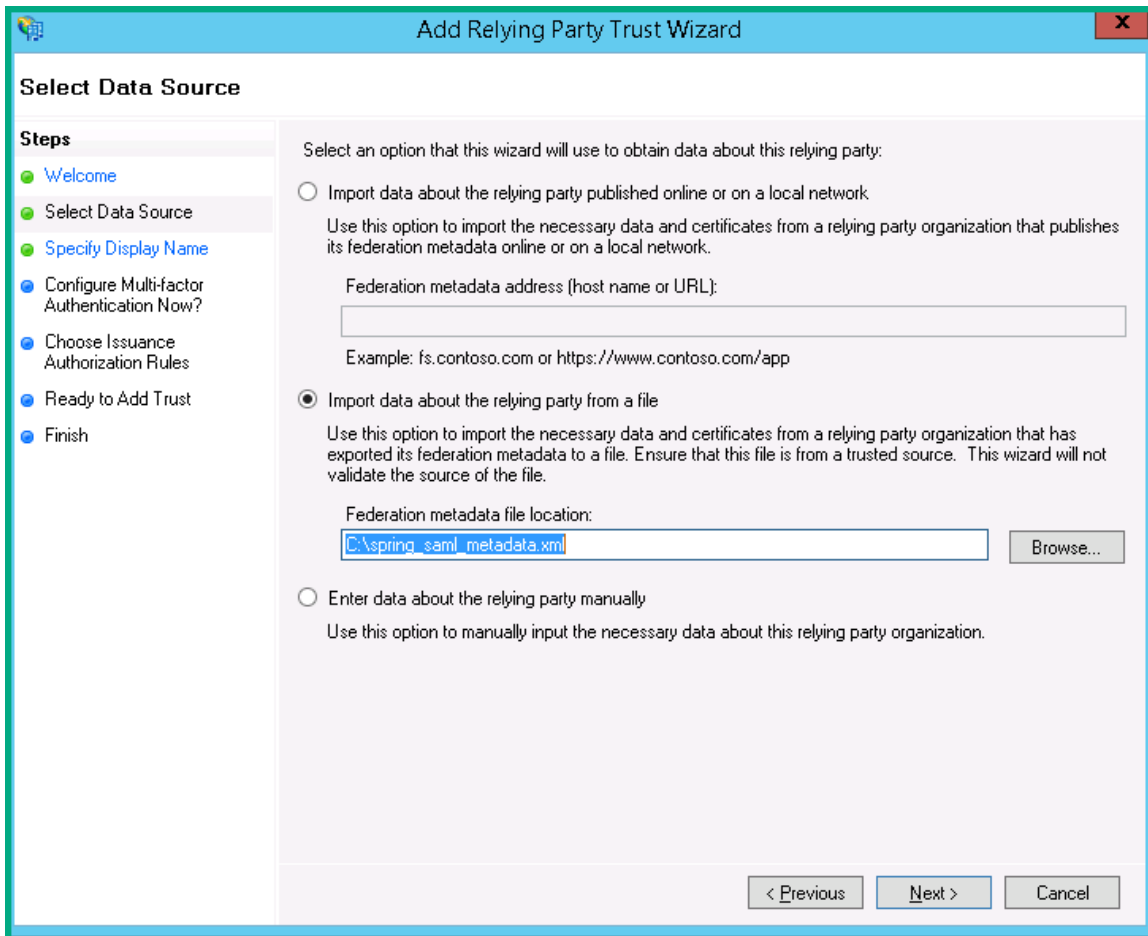 Add Relying Party Trust Wizard
x
Select Data Source
Steps
Welcome
Select Data Source
Specify Display Name
Configure Multi-factor
Authentication Now?
Choose Issuance
Authorization Rules
Ready to Add Trust
Finish
Select an option that this wizard will use to obtain data about this relying party:
Import data about the relying party published online or on a local network
Use this option to import the necessary data and certificates from a relying party organization that publishes
its federation metadata online or on a local network.
Federation metadata address (host name or URL):
Example: fs.contoso.com or https://www.contoso.com/app
Import data about the relying party from a file
Use this option to import the necessary data and certificates from a relying party organization that has
exported its federation metadata to a file. Ensure that this file is from a trusted source.  This wizard will not
validate the source of the file.
Federation metadata file location:
C:\spring_saml_metadata.xml
Browse...
Enter data about the relying party manually
Use this option to manually input the necessary data about this relying party organization.
< Previous
Next >
Cancel